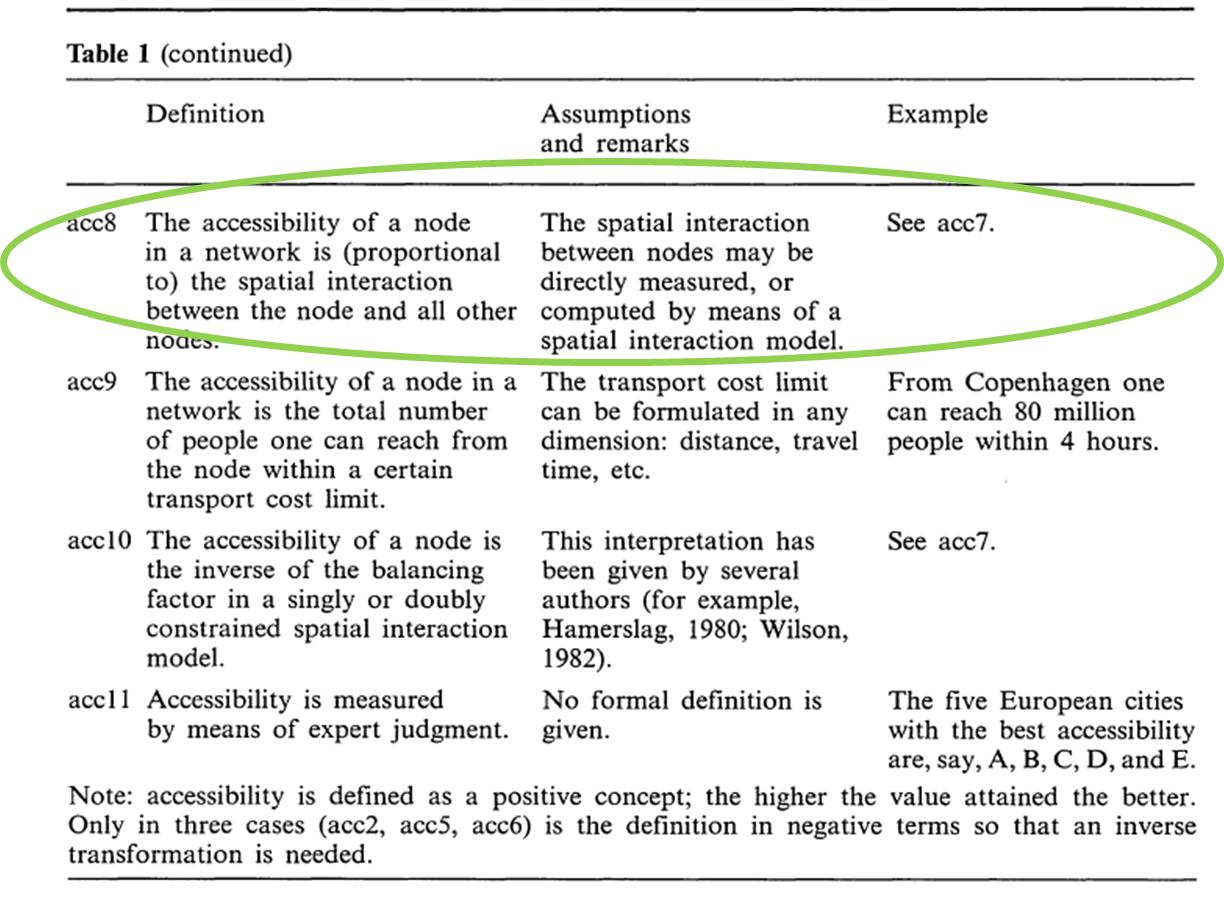 Table 1 (continued)
Definition Assumptions and remarks Example
acc8 The accessibility of a node in a network is (proportional to) the spatial interaction between the node and all other nodes. The spatial interaction between nodes may be directly measured, or computed by means of a spatial interaction model. See acc7.
acc9 The accessibility of a node in a network is the total number of people one can reach from the node within a certain transport cost limit. The transport cost limit can be formulated in any dimension: distance, travel time, etc. From Copenhagen one can reach 80 million people within 4 hours.
acc10 The accessibility of a node is the inverse of the balancing factor in a singly or doubly constrained spatial interaction model. This interpretation has been given by several authors (for example, Hamerslag, 1980; Wilson, 1982). See acc7.
acc11 Accessibility is measured by means of expert judgment. No formal definition is given. The five European cities with the best accessibility are, say, A, B, C, D, and E.
Note: accessibility is defined as a positive concept; the higher the value attained the better.
Only in three cases (acc2, acc5, acc6) is the definition in negative terms so that an inverse
transformation is needed.